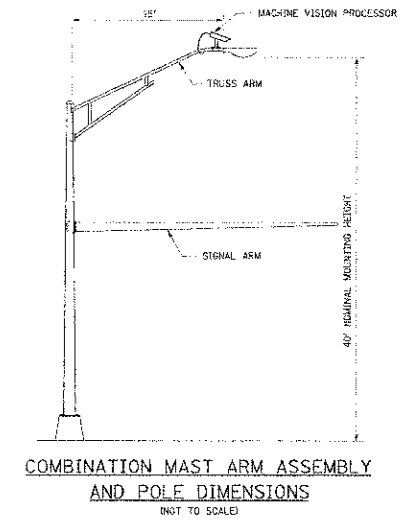 MACHINE VISION PROCESSOR
TRUSS ARM
SIGNAL ARM
40' NOMINAL MOUNTING HEIGHT
COMBINATION MAST ARM ASSEMBLY
AND POLE DIMENSIONS
(NOT TO SCALE)